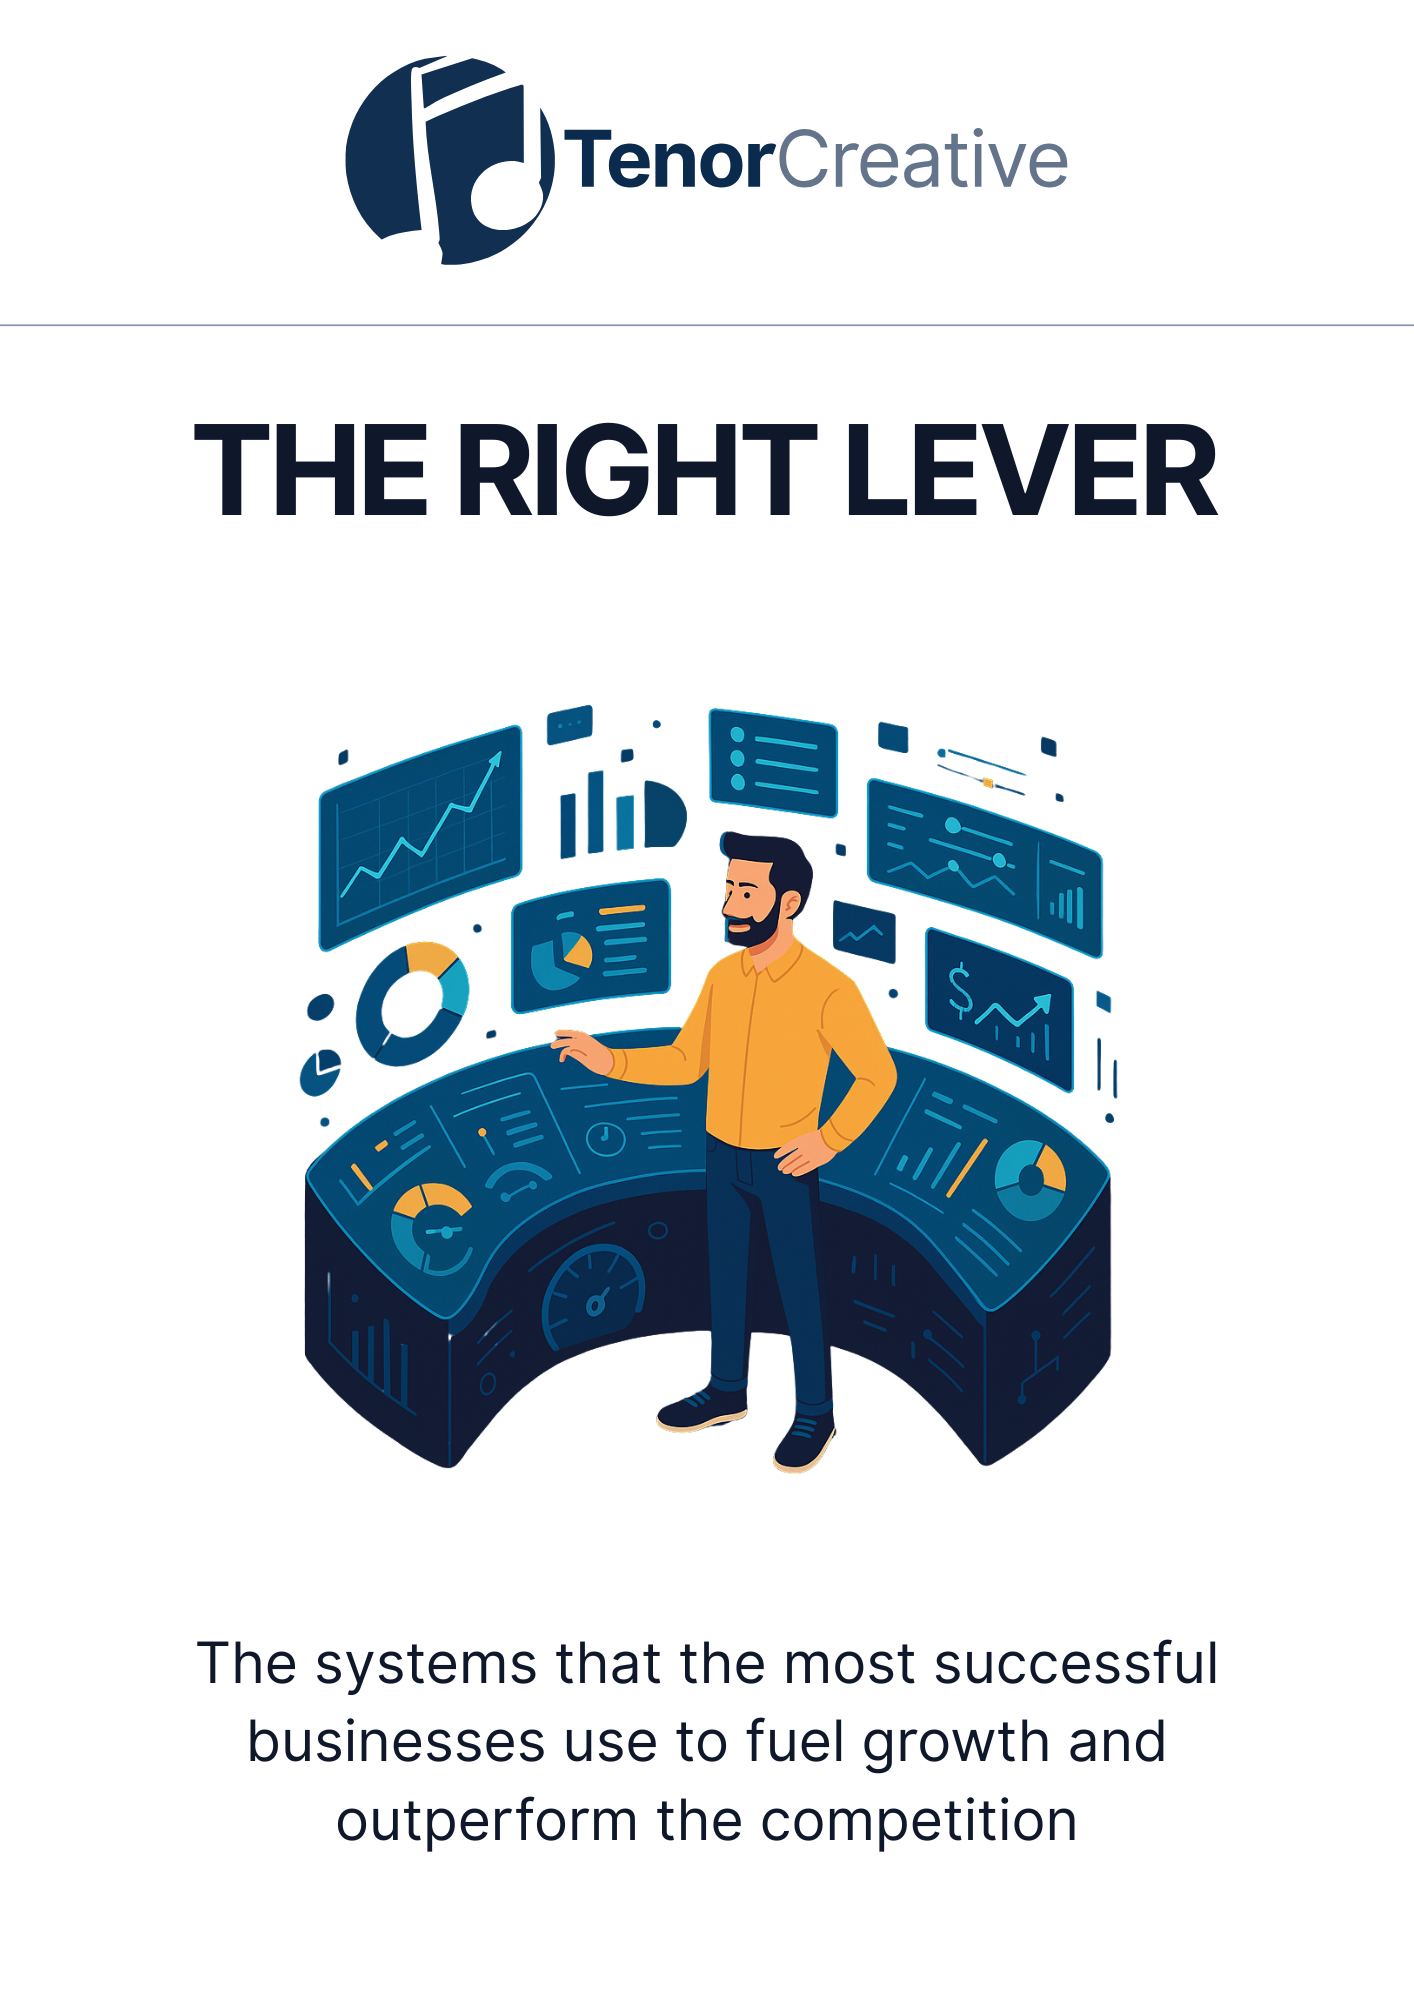 TenorCreative
THE RIGHT LEVER
$
The systems that the most successful
businesses use to fuel growth and
outperform the competition